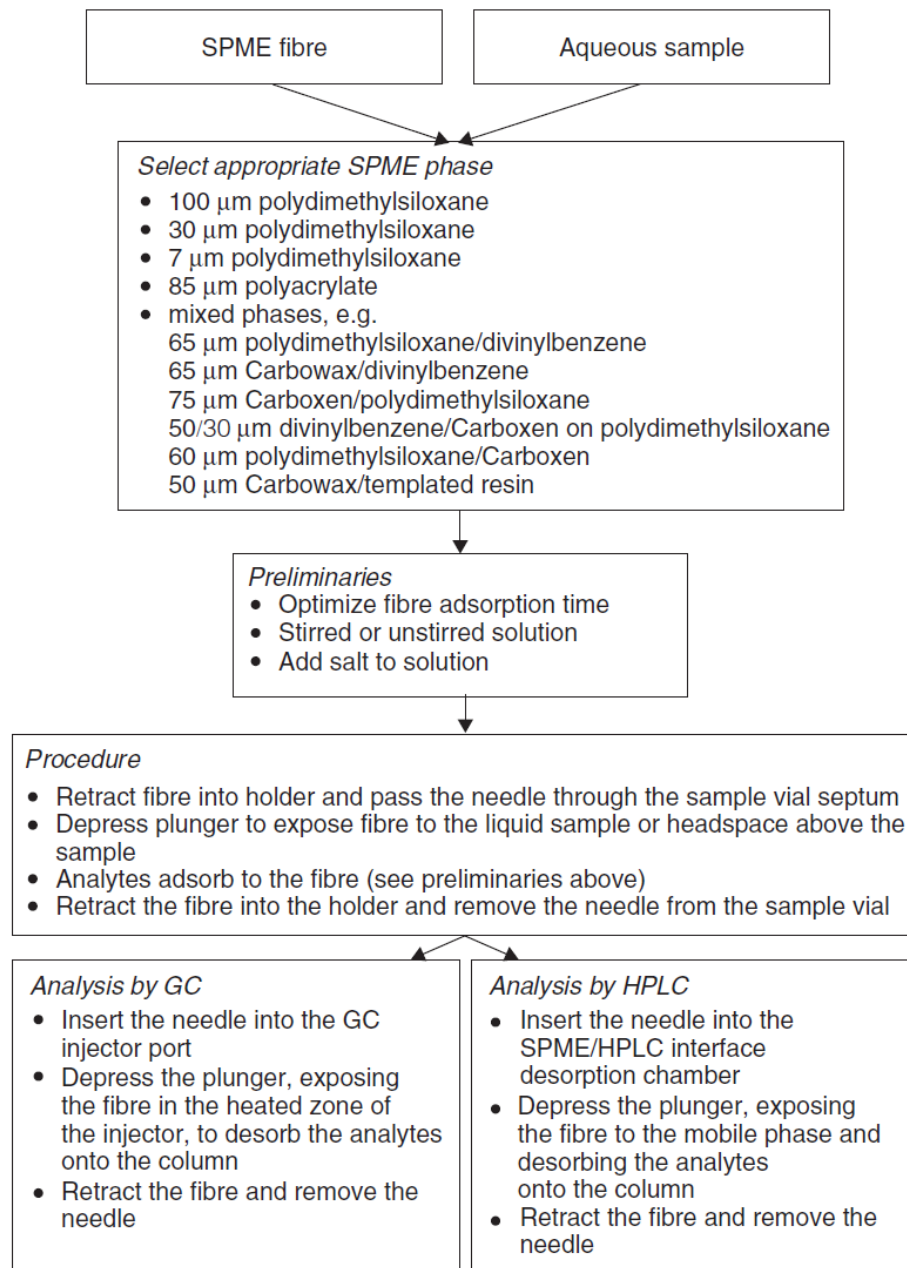 SPME fibre
Aqueous sample
Select appropriate SPME phase
• 100 μm polydimethylsiloxane
• 30 μm polydimethylsiloxane
• 7 μm polydimethylsiloxane
• 85 μm polyacrylate
• mixed phases, e.g.
65 μm polydimethylsiloxane/divinylbenzene
65 μm Carbowax/divinylbenzene
75 μm Carboxen/polydimethylsiloxane
50/30 μm divinylbenzene/Carboxen on polydimethylsiloxane
60 μm polydimethylsiloxane/Carboxen
50 μm Carbowax/templated resin
Preliminaries
• Optimize fibre adsorption time
• Stirred or unstirred solution
• Add salt to solution
Procedure
• Retract fibre into holder and pass the needle through the sample vial septum
• Depress plunger to expose fibre to the liquid sample or headspace above the
sample
• Analytes adsorb to the fibre (see preliminaries above)
• Retract the fibre into the holder and remove the needle from the sample vial
Analysis by GC
• Insert the needle into the GC
injector port
• Depress the plunger, exposing
the fibre in the heated zone of
the injector, to desorb the analytes
onto the column
• Retract the fibre and remove the
needle
Analysis by HPLC
• Insert the needle into the
SPME/HPLC interface
desorption chamber
• Depress the plunger, exposing
the fibre to the mobile phase and
desorbing the analytes
onto the column
• Retract the fibre and remove the
needle